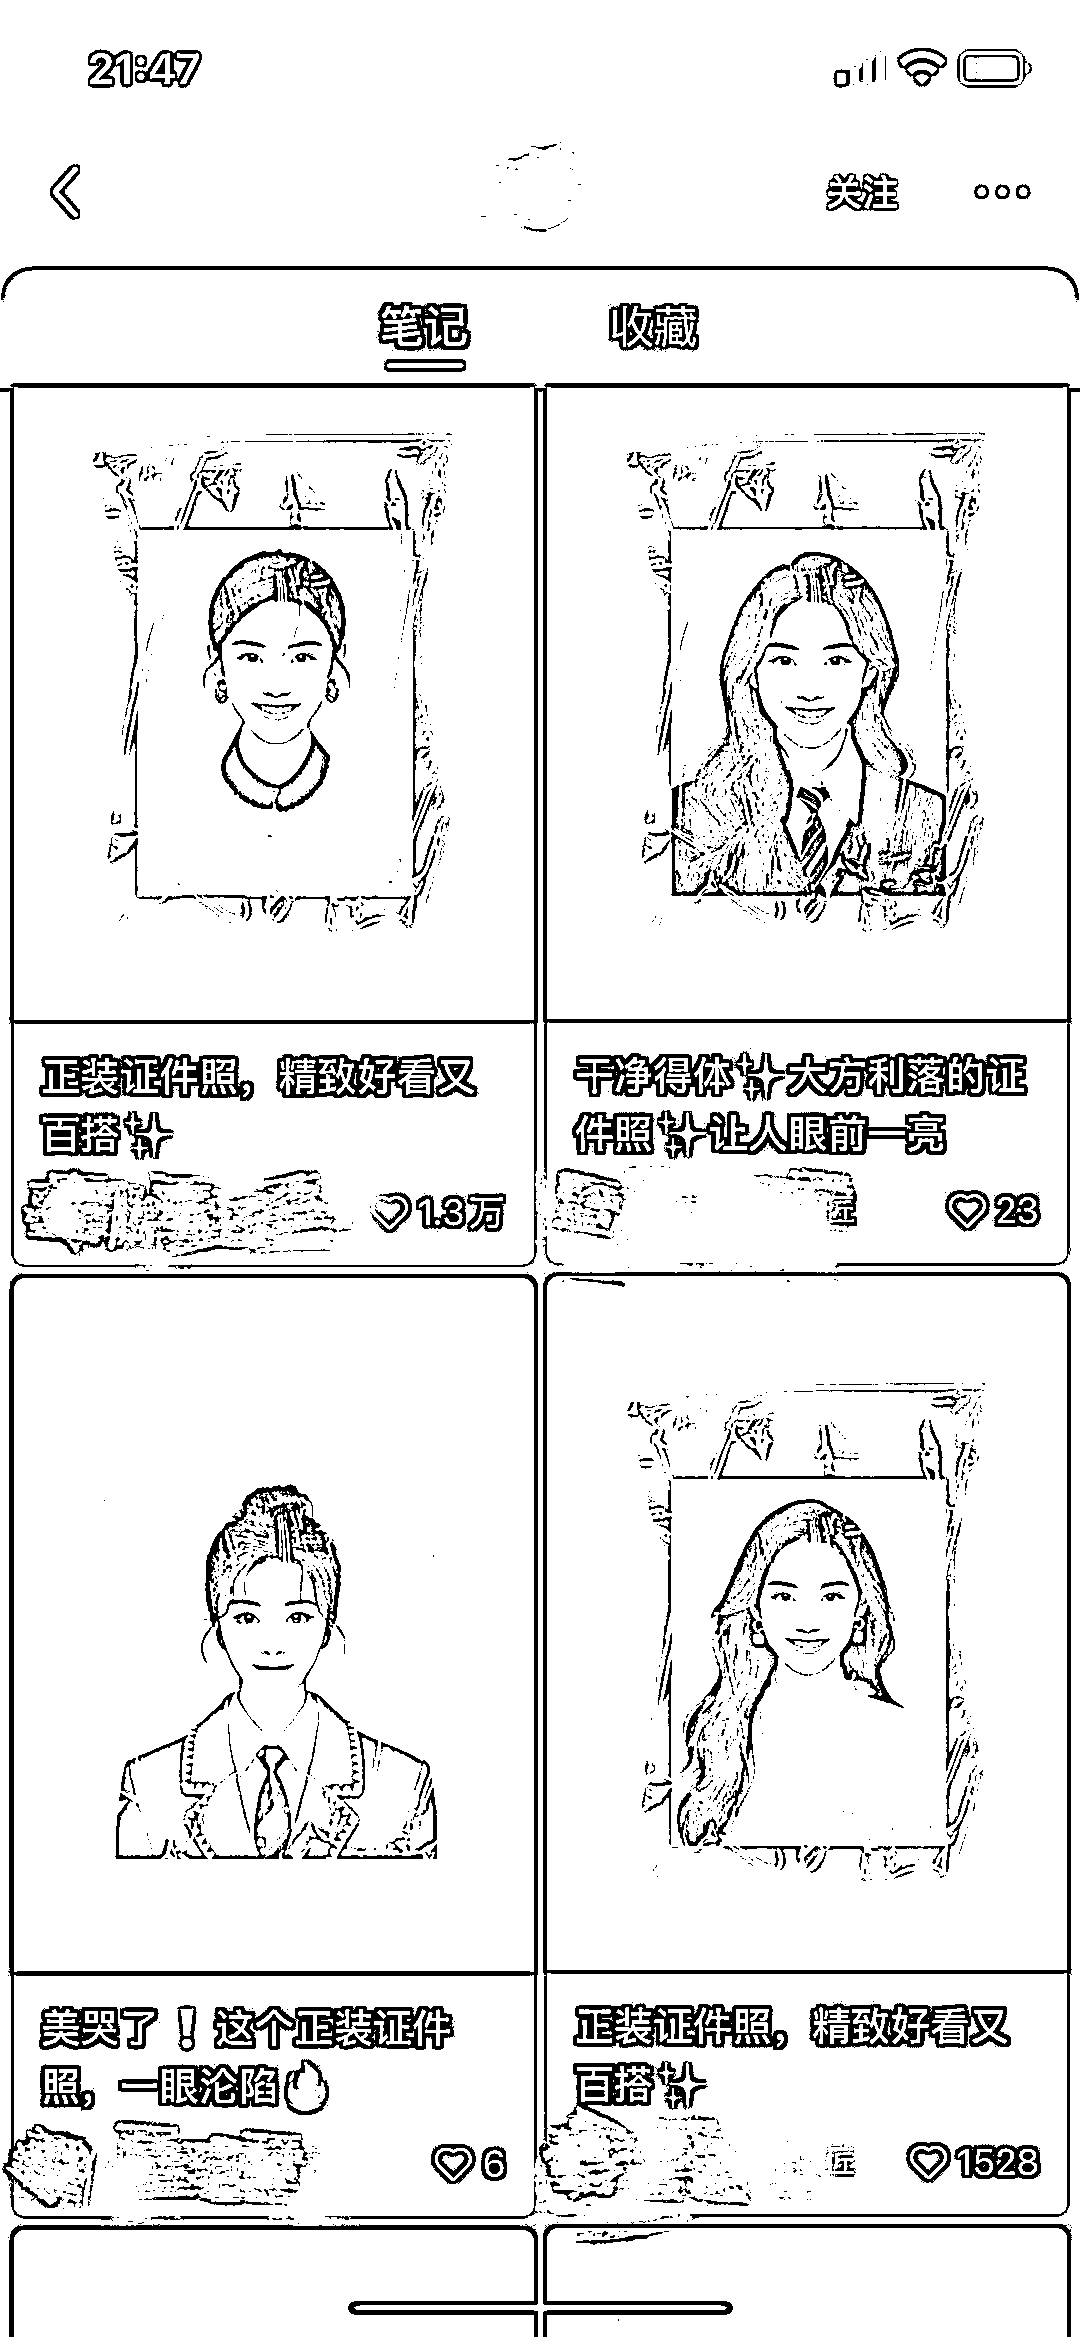 21:47
关注
笔记 收藏
正装证件照，精致好看又
百搭✨
1.3万
干净得体✨大方利落的证
件照✨让人眼前一亮
匠
23
美哭了！这个正装证件
照，一眼沦陷🔥
6
正装证件照，精致好看又
百搭✨
匠
1528